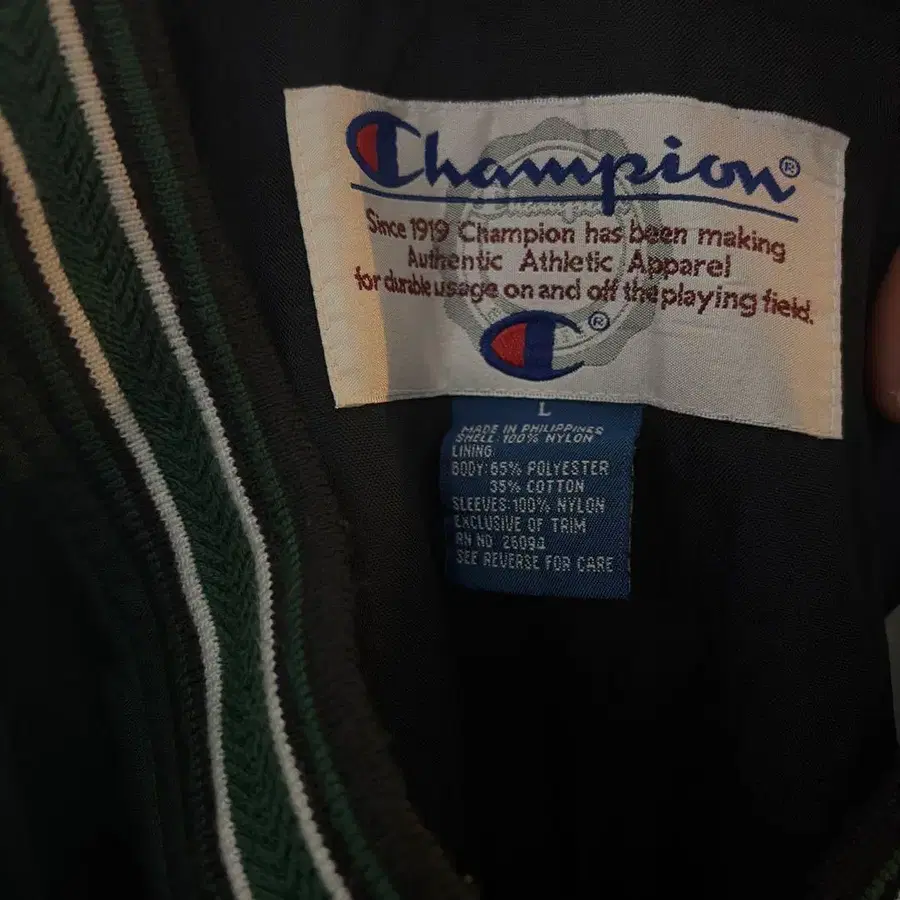 Champion®
Since 1919 Champion has been making
Authentic Athletic Apparel
for durable usage on and off the playing field.
®
L
MADE IN PHILIPPINES
SHELL: 100% NYLON
LINING:
BODY: 65% POLYESTER
35% COTTON
SLEEVES: 100% NYLON
EXCLUSIVE OF TRIM
RN NO. 26094
SEE REVERSE FOR CARE